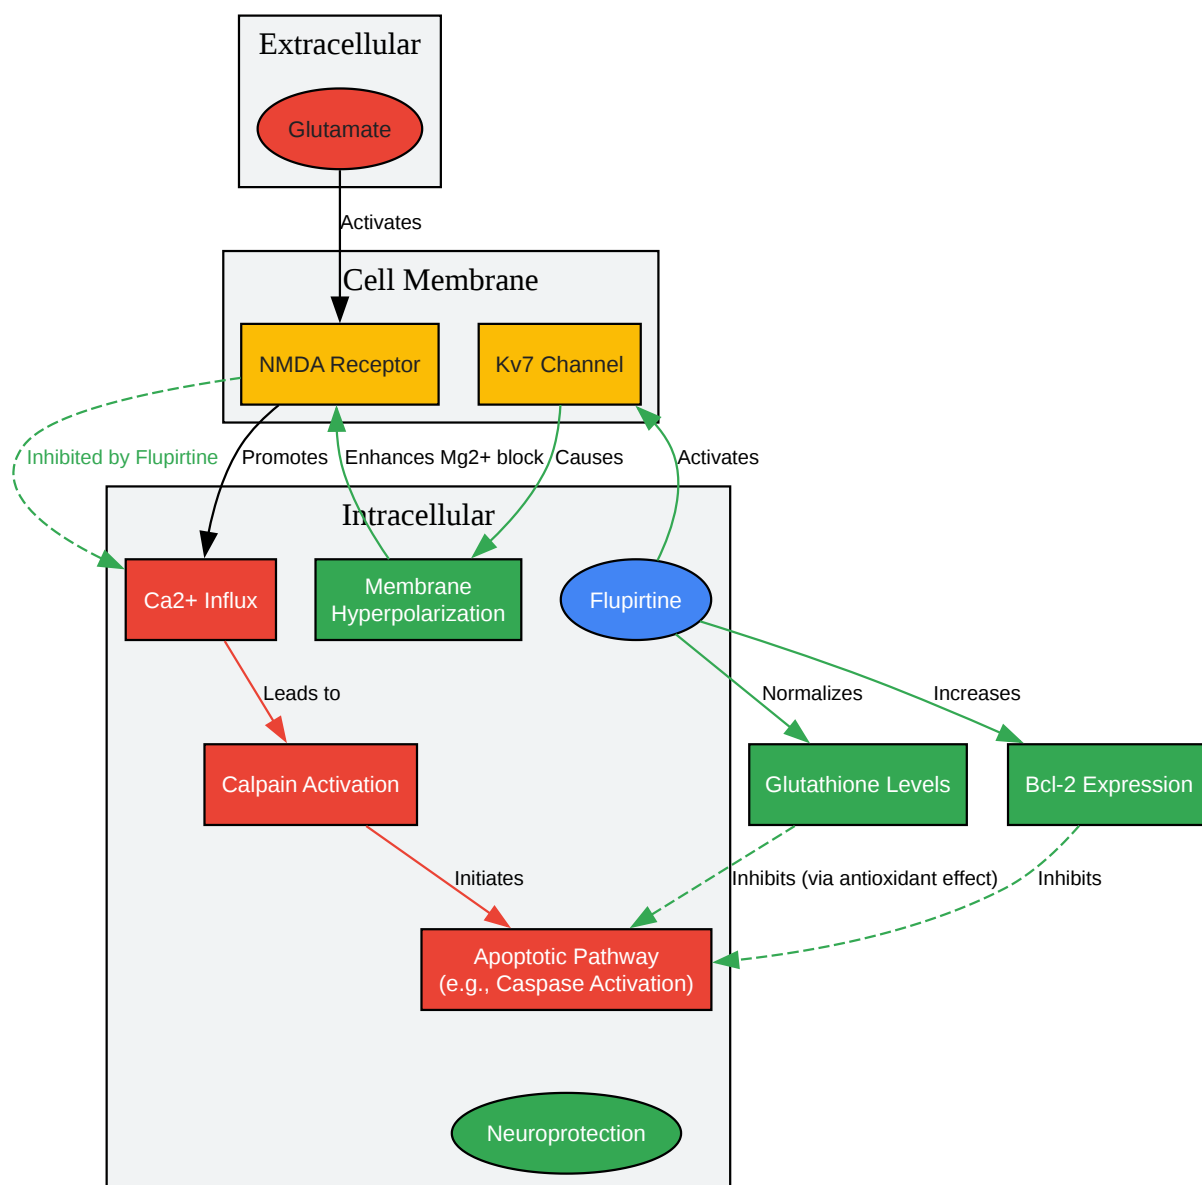 Extracellular
Glutamate
Activates
Cell Membrane
NMDA Receptor
Kv7 Channel
Inhibited by Flupirtine
Promotes
Enhances Mg2+ block
Causes
Activates
Intracellular
Ca2+ Influx
Membrane
Hyperpolarization
Flupirtine
Leads to
Normalizes
Increases
Calpain Activation
Glutathione Levels
Bcl-2 Expression
Initiates
Inhibits (via antioxidant effect)
Inhibits
Apoptotic Pathway
(e.g., Caspase Activation)
Neuroprotection